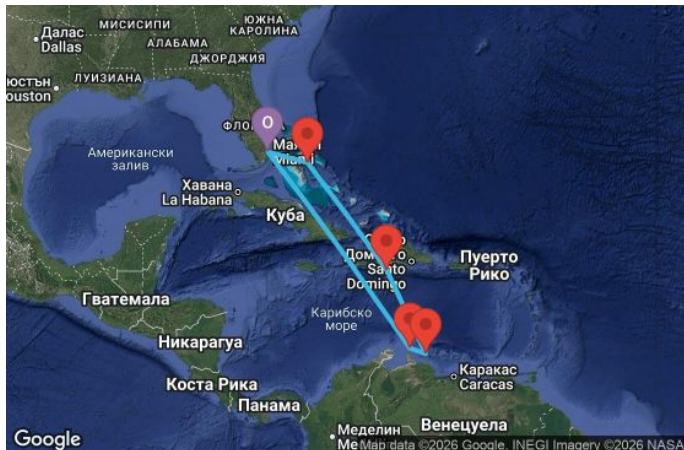 МИСИСИПИ
ЮЖНА
КАРОЛИНА
Далас
Dallas
АЛАБАМА
ДЖОРДЖИЯ
ЛУИЗИАНА
юстън
ouston
O
Американски
залив
Хавана
La Habana
Куба
Santo
Domingo
Пуерто
Рико
Гватемала
Карибско
море
Никарагуа
Каракас
Caracas
Коста Рика
Панама
Венецуела
Меделин
Google
Map data ©2026 Google, INEGI Imagery ©2026 NASA